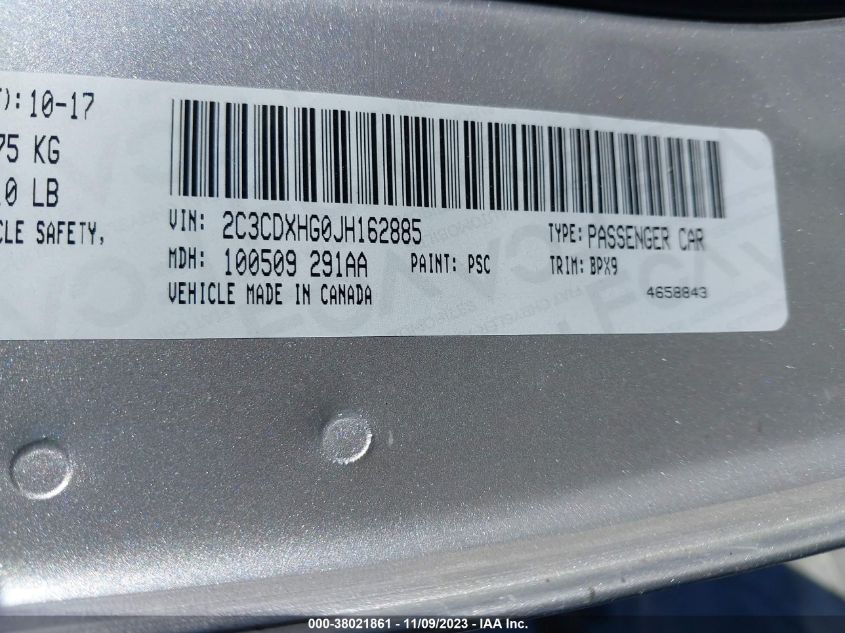 T): 10-17
75 KG
10 LB
CLE SAFETY,
VIN: 2C3CDXHG0JH162885 TYPE: PASSENGER CAR
MDH: 100509 291AA PAINT: PSC TRIM: BPX9
VEHICLE MADE IN CANADA 4658843
000-38021861 - 11/09/2023 - IAA Inc.